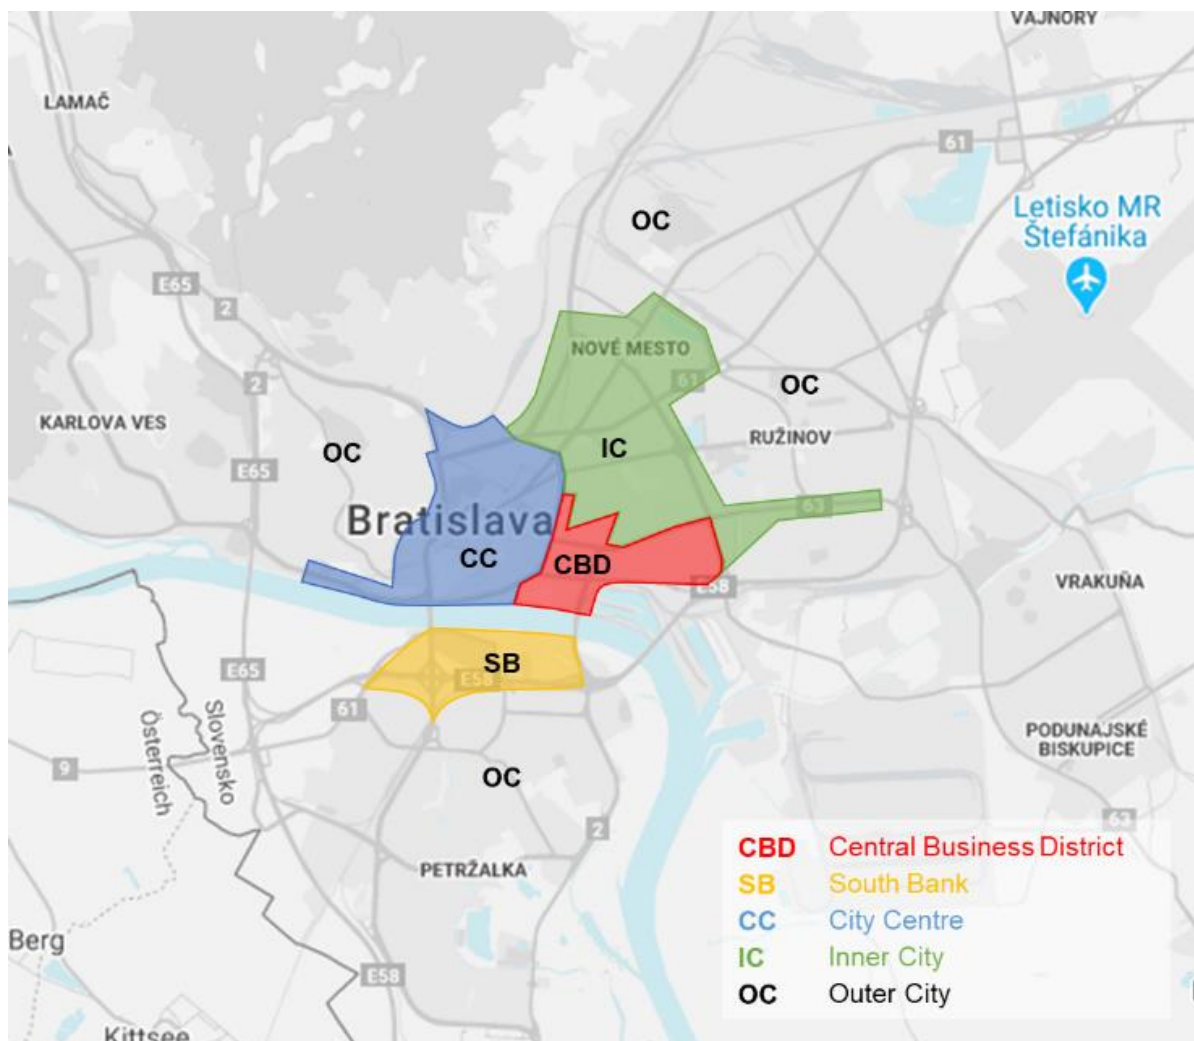 VAJNORY
LAMAČ
61
Letisko MR
Štefánika
OC
E65
2
NOVÉ MESTO
61
2
OC
KARLOVA VES
RUŽINOV
OC
IC
E65
63
Bratislava
CC
CBD
E58
VRAKUŇA
SB
E65
E58
61
Slovensko
Österreich
PODUNAJSKÉ
BISKUPICE
9
OC
63
2
PETRŽALKA
CBD Central Business District
SB South Bank
CC City Centre
IC Inner City
OC Outer City
Berg
E58
Kittsee